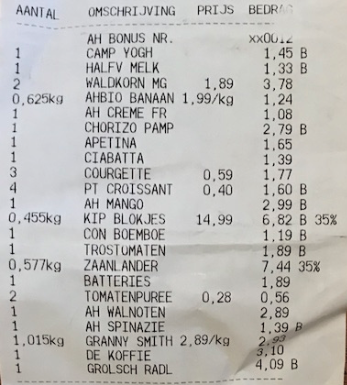 AANTAL OMSCHRIJVING PRIJS
AH BONUS NR. xx0012
1 CAMP YOGH 1,45 B
1 HALFV MELK 1,33 B
2 WALDKORN MG 1,89 3,78
0,625kg AHBIO BANAAN 1,99/kg 1,24
1 AH CREME FR 1,08
1 CHORIZO PAMP 2,79 B
1 APETINA 1,65
1 CIABATTA 1,39
3 COURGETTE 0,59 1,77
4 PT CROISSANT 0,40 1,60 B
1 AH MANGO 2,99 B
0,455kg KIP BLOKJES 14,99 6,82 B 35%
1 CON BOEMBOE 1,19 B
1 TROSTOMATEN 1,89 B
0,577kg ZAANLANDER 7,44 35%
1 BATTERIES 1,89
2 TOMATENPUREE 0,28 0,56
1 AH WALNOTEN 2,89
1 AH SPINAZIE 1,39 B
1,015kg GRANNY SMITH 2,89/kg 2,93
1 DE KOFFIE 3,10
1 GROLSCH RADL 4,09 B